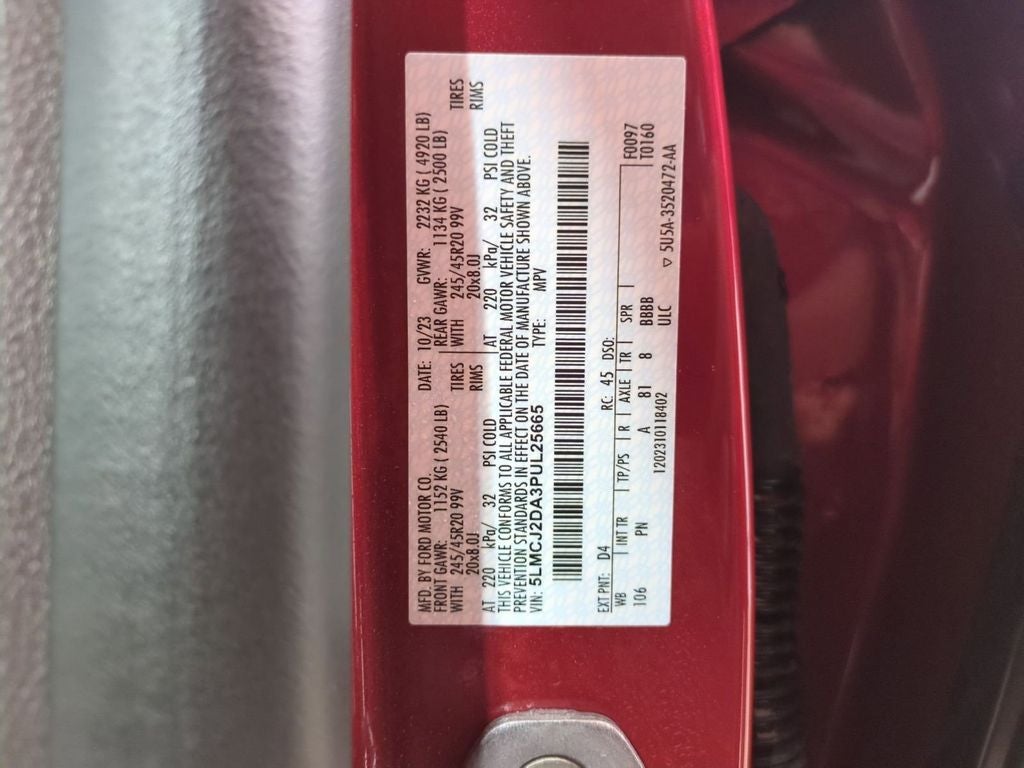 MFD. BY FORD MOTOR CO. DATE: 10/23 GVWR: 2232 KG ( 4920 LB)
FRONT GAWR: 1152 KG ( 2540 LB) REAR GAWR: 1134 KG ( 2500 LB)
WITH 245/45R20 99V TIRES WITH 245/45R20 99V TIRES
20x8.0J RIMS 20x8.0J RIMS
AT 220 kPa/ 32 PSI COLD AT 220 kPa/ 32 PSI COLD
THIS VEHICLE CONFORMS TO ALL APPLICABLE FEDERAL MOTOR VEHICLE SAFETY AND THEFT
PREVENTION STANDARDS IN EFFECT ON THE DATE OF MANUFACTURE SHOWN ABOVE.
VIN: 5LMCJ2DA3PUL25665 TYPE: MPV
EXT PNT: D4 RC: 45 DSO: F0097
WB INT TR TP/PS R AXLE TR SPR T0160
106 PN A 81 8 BBBB
ULC
1202310118402 ▽ 5U5A-3520472-AA